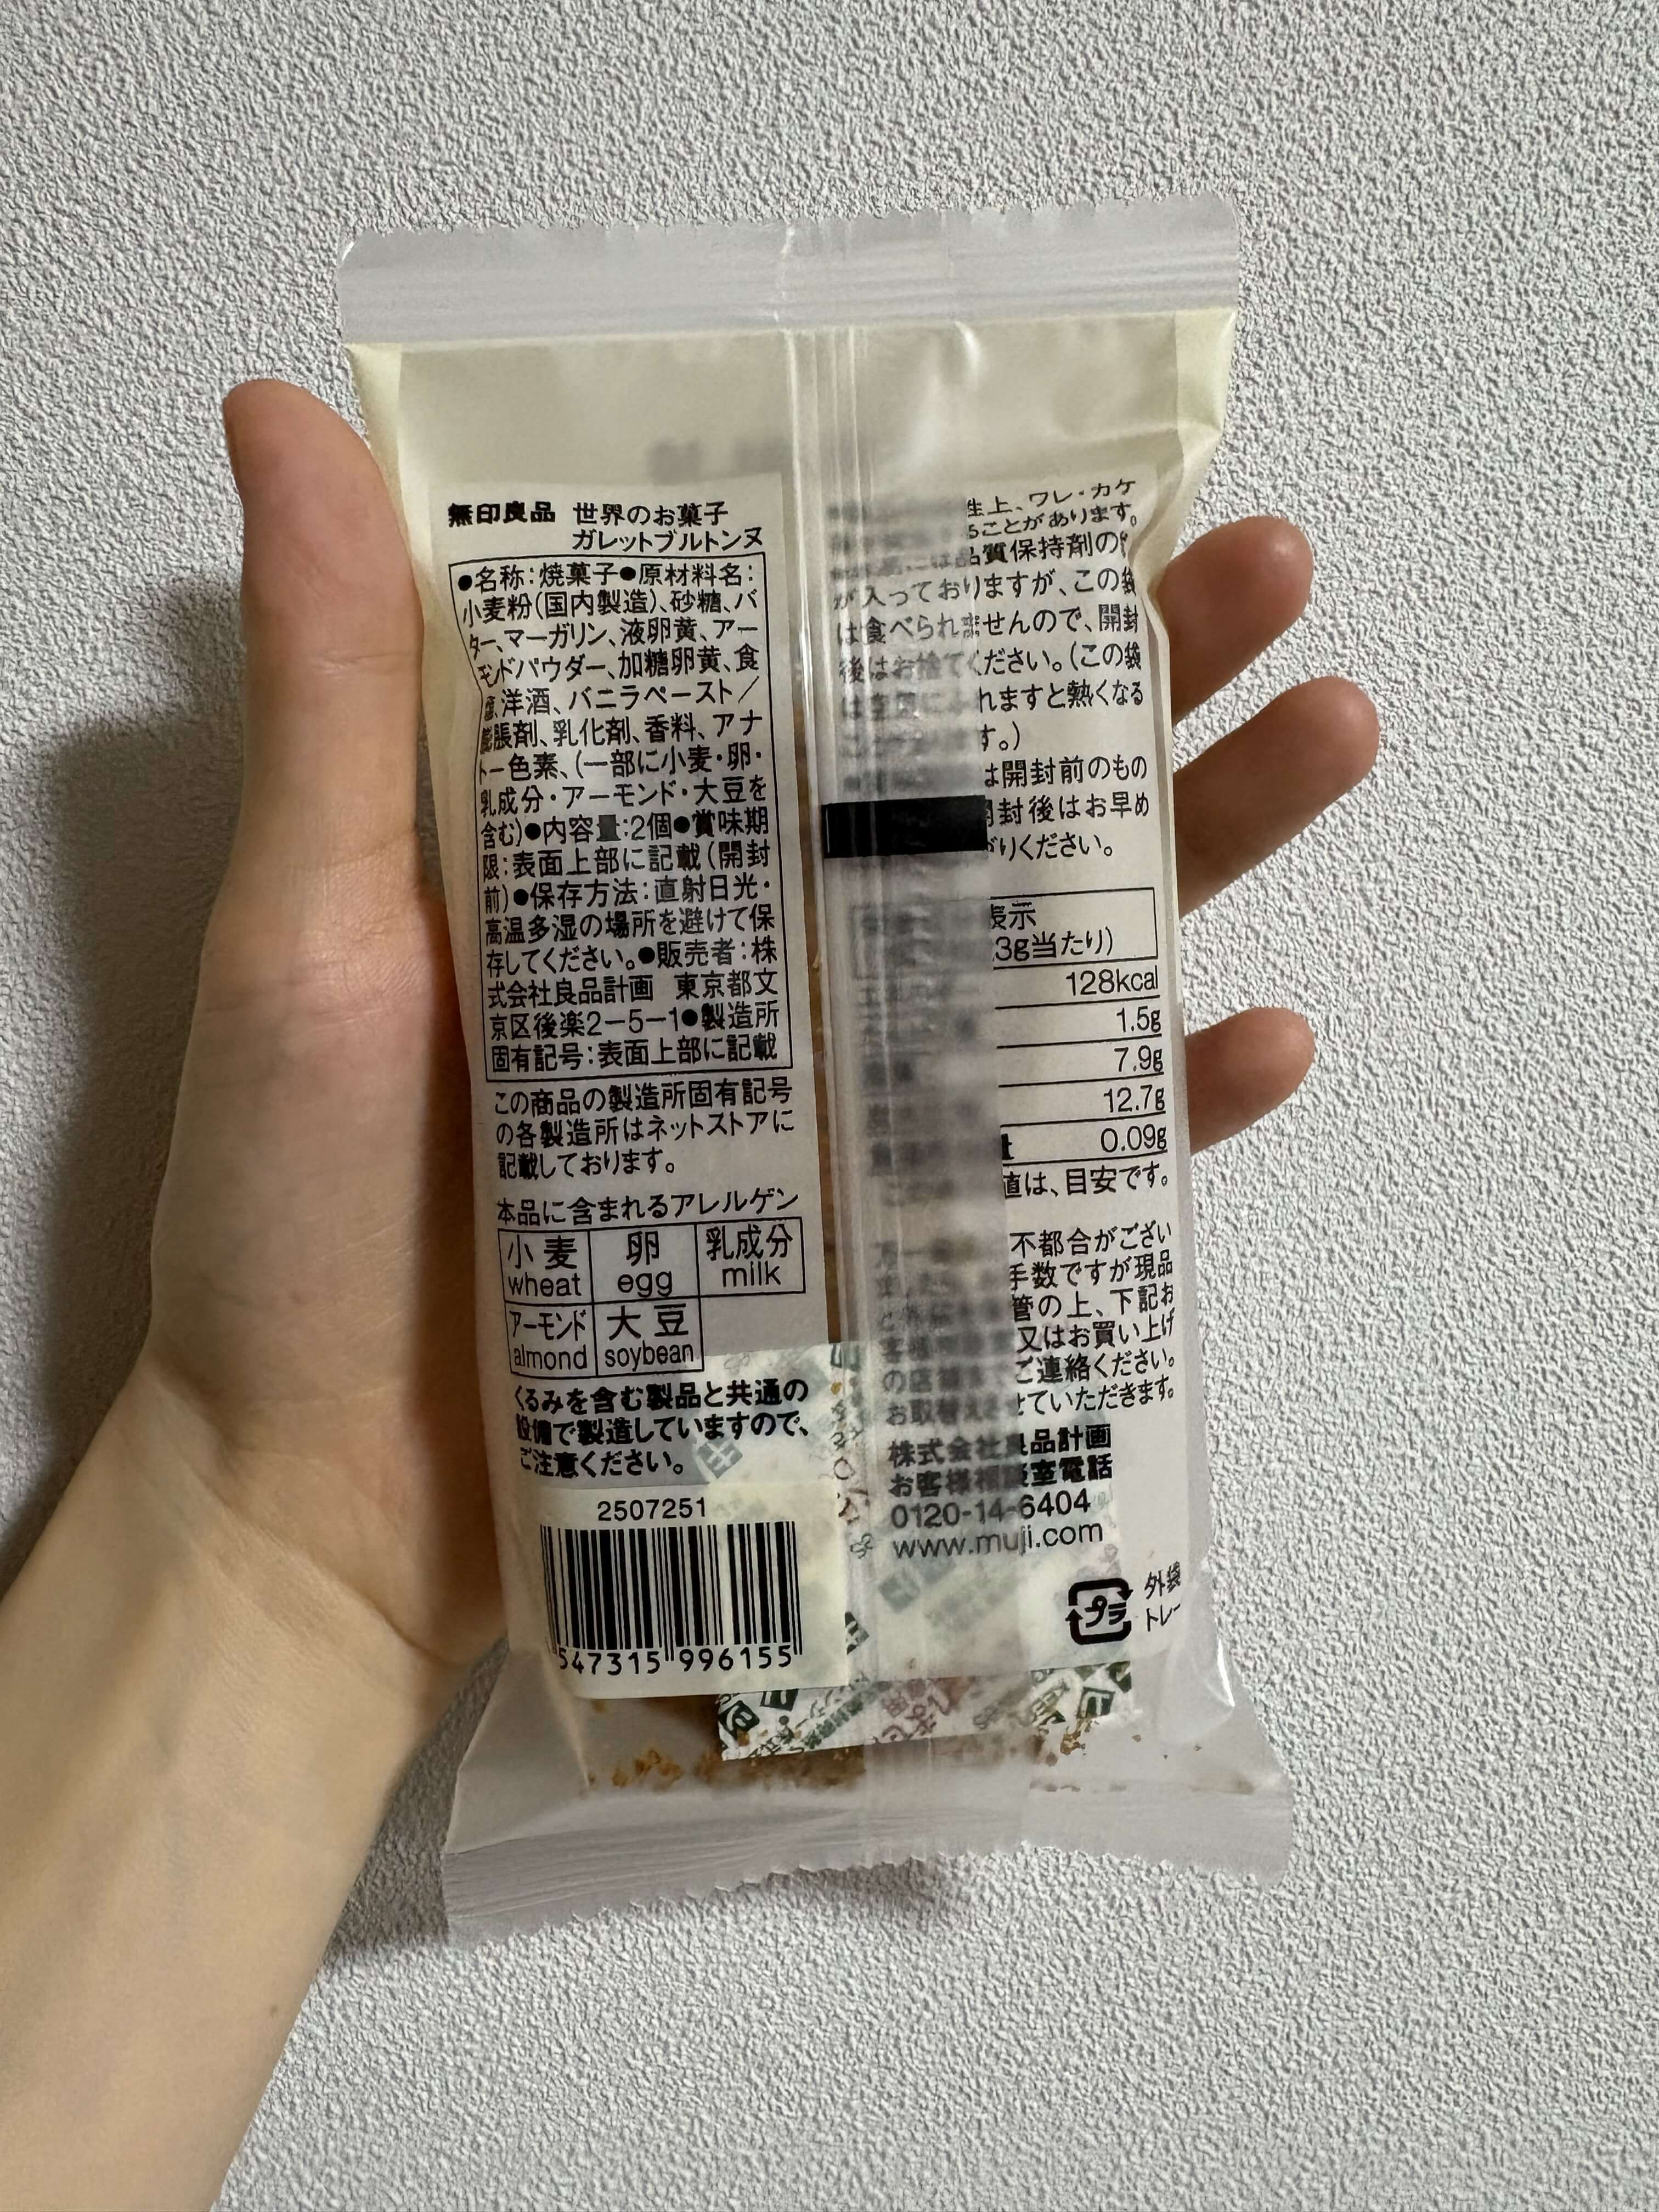 無印良品 世界のお菓子
ガレットブルトンヌ
●名称:焼菓子●原材料名:
小麦粉(国内製造)、砂糖、バ
ター、マーガリン、液卵黄、アー
モンドパウダー、加糖卵黄、食
塩、洋酒、バニラペースト/
膨脹剤、乳化剤、香料、アナ
トー色素、(一部に小麦・卵・
乳成分・アーモンド・大豆を
含む)●内容量:2個●賞味期
限:表面上部に記載(開封
前)●保存方法:直射日光・
高温多湿の場所を避けて保
存してください。●販売者:株
式会社良品計画 東京都文
京区後楽2-5-1●製造所
固有記号:表面上部に記載
この商品の製造所固有記号
の各製造所はネットストアに
記載しております。
本品に含まれるアレルゲン
小麦 卵 乳成分
wheat egg milk
アーモンド 大豆
almond soybean
くるみを含む製品と共通の
設備で製造していますので、
ご注意ください。
2507251
547315 996155
性上、ワレ・カケ
ることがあります。
品質保持剤の
が入っておりますが、この袋
は食べられませんので、開封
後はお捨てください。(この袋
れますと熱くなる
す。)
は開封前のもの
開封後はお早め
がりください。
表示
.3g当たり)
128kcal
1.5g
7.9g
12.7g
量 0.09g
値は、目安です。
不都合がござい
手数ですが現品
管の上、下記お
又はお買い上げ
の店 ご連絡ください。
お取替えさせていただきます。
株式会社良品計画
お客様相談室電話
0120-14-6404
www.muji.com
プラ
外袋
トレー